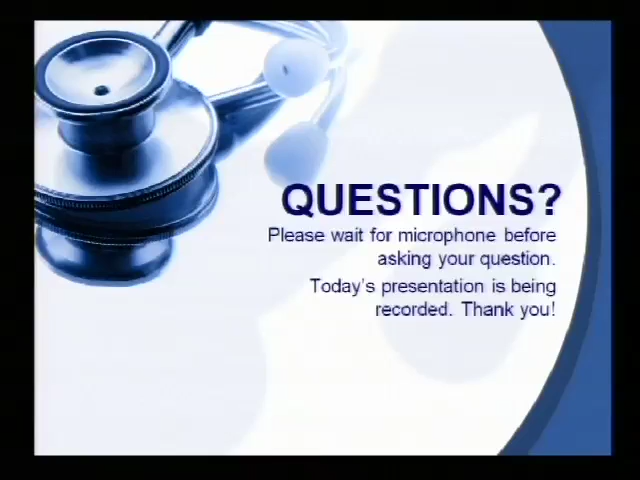 QUESTIONS?
Please wait for microphone before
asking your question.
Today's presentation is being
recorded. Thank you!